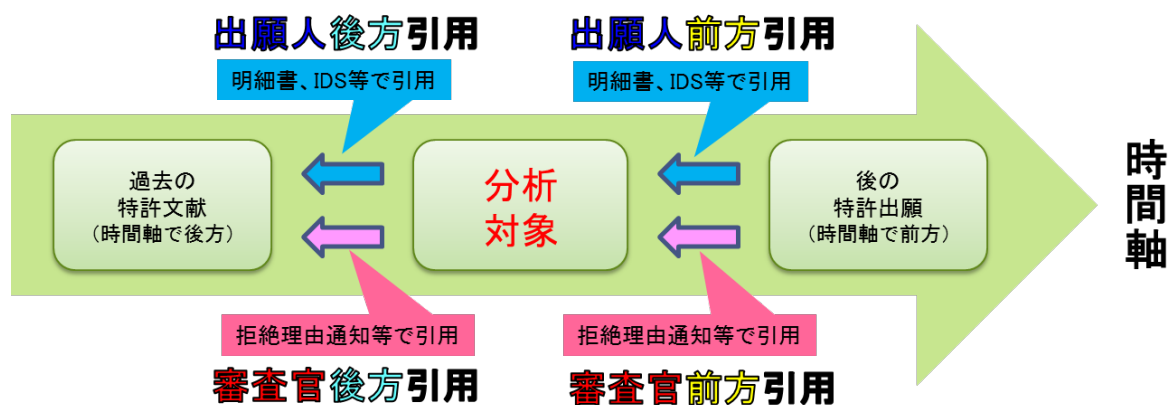 出願人後方引用
出願人前方引用
明細書、IDS等で引用
明細書、IDS等で引用
過去の
特許文献
（時間軸で後方）
分析
対象
後の
特許出願
（時間軸で前方）
時間軸
拒絶理由通知等で引用
拒絶理由通知等で引用
審査官後方引用
審査官前方引用